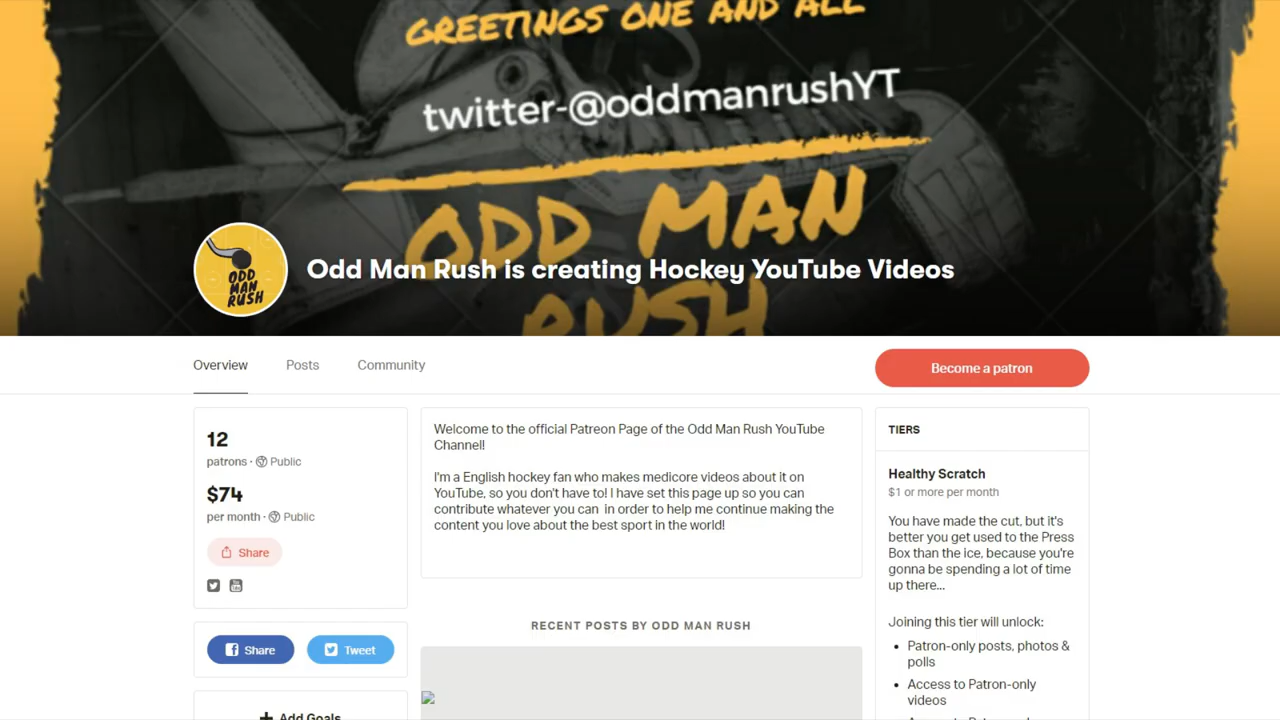 GREETINGS ONE AND ALL
twitter-@oddmanrushYT
ODD MAN
RUSH
ODD
MAN
RUSH
Odd Man Rush is creating Hockey YouTube Videos
Overview
Posts
Community
Become a patron
12
patrons · Public
$74
per month · Public
Share
Share
Tweet
Add Goals
Welcome to the official Patreon Page of the Odd Man Rush YouTube
Channel!
I'm a English hockey fan who makes medicore videos about it on
YouTube, so you don't have to! I have set this page up so you can
contribute whatever you can in order to help me continue making the
content you love about the best sport in the world!
RECENT POSTS BY ODD MAN RUSH
TIERS
Healthy Scratch
$1 or more per month
You have made the cut, but it's
better you get used to the Press
Box than the ice, because you're
gonna be spending a lot of time
up there...
Joining this tier will unlock:
• Patron-only posts, photos &
polls
• Access to Patron-only
videos